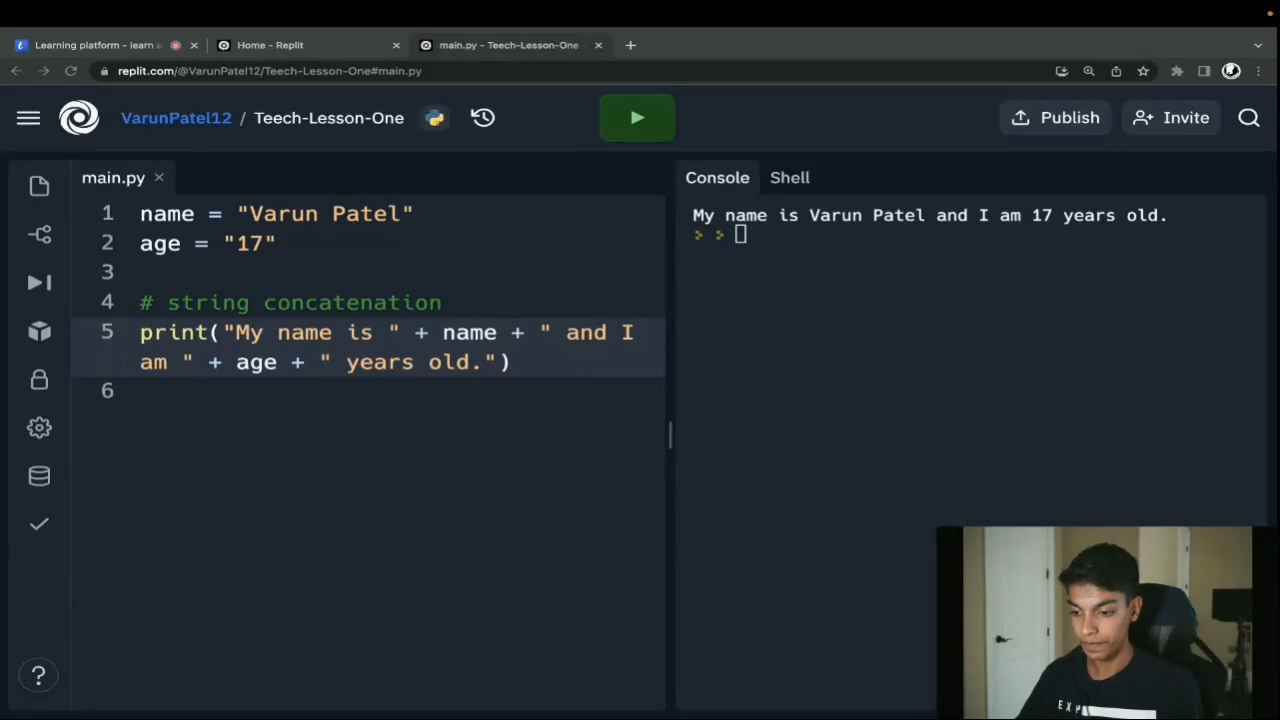 Learning platform - learn a
Home - Replit
main.py - Teech-Lesson-One
replit.com/@VarunPatel12/Teech-Lesson-One#main.py
VarunPatel12 / Teech-Lesson-One
Publish
Invite
main.py
1 name = "Varun Patel"
2 age = "17"
3
4 # string concatenation
5 print("My name is " + name + " and I
am " + age + " years old.")
6
?
Console Shell
My name is Varun Patel and I am 17 years old.
> >
EXP